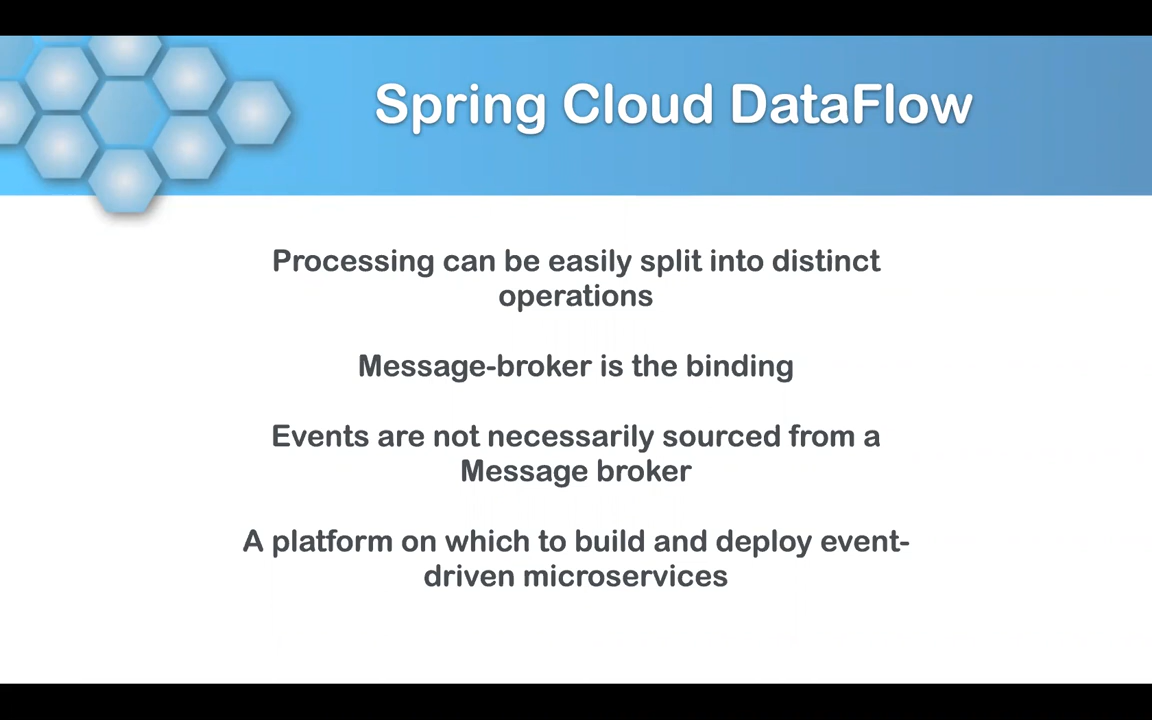 Spring Cloud DataFlow
Processing can be easily split into distinct
operations
Message-broker is the binding
Events are not necessarily sourced from a
Message broker
A platform on which to build and deploy event-
driven microservices